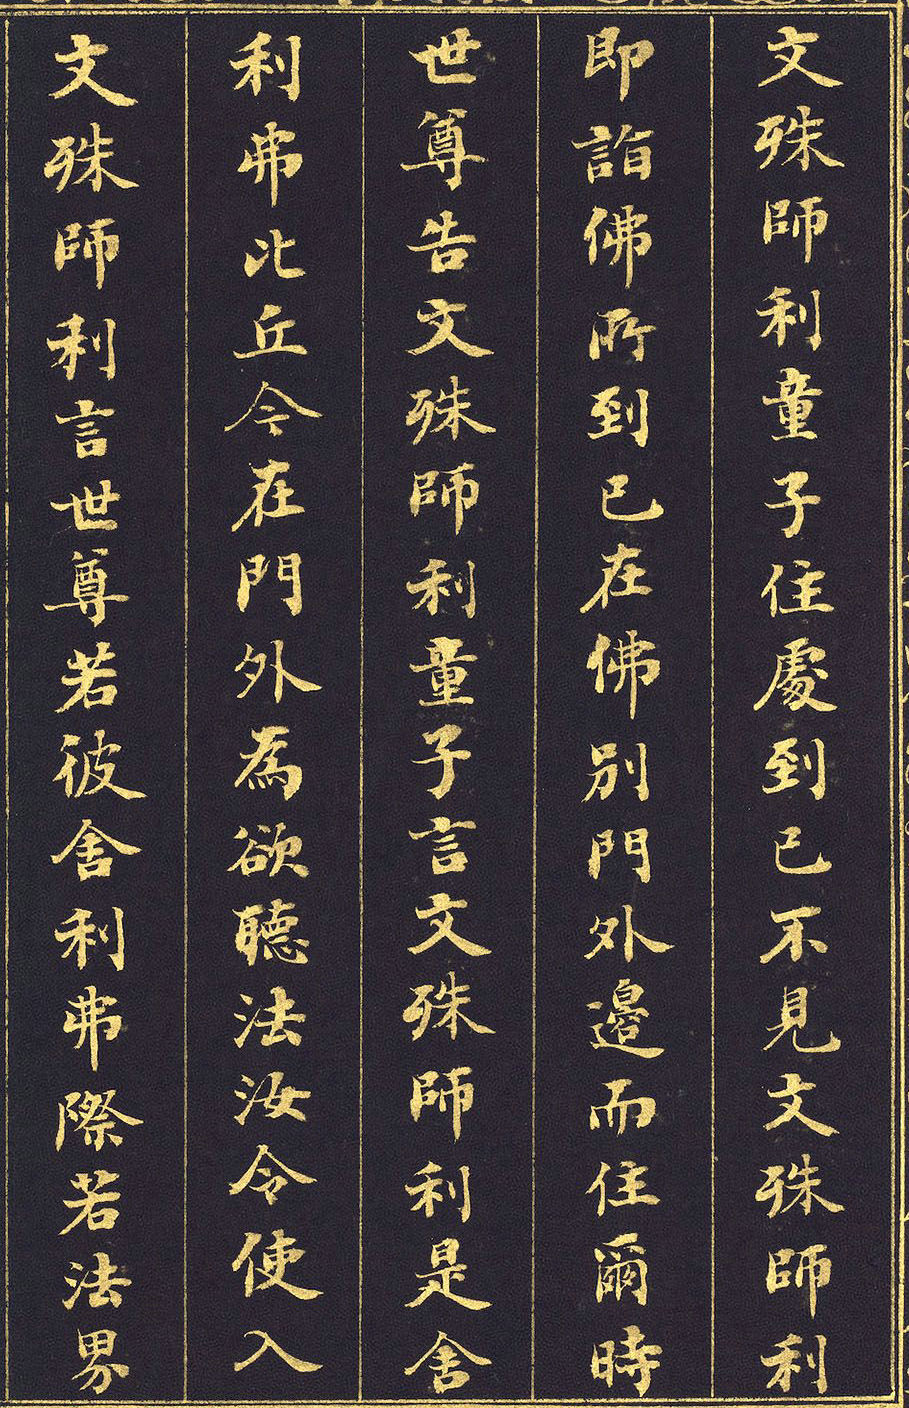 文殊師利童子住處到已不見文殊師利
即詣佛所到已在佛別門外邊而住爾時
世尊告文殊師利童子言文殊師利是舍
利弗比丘今在門外為欲聽法汝令使入
文殊師利言世尊若彼舍利弗際若法界